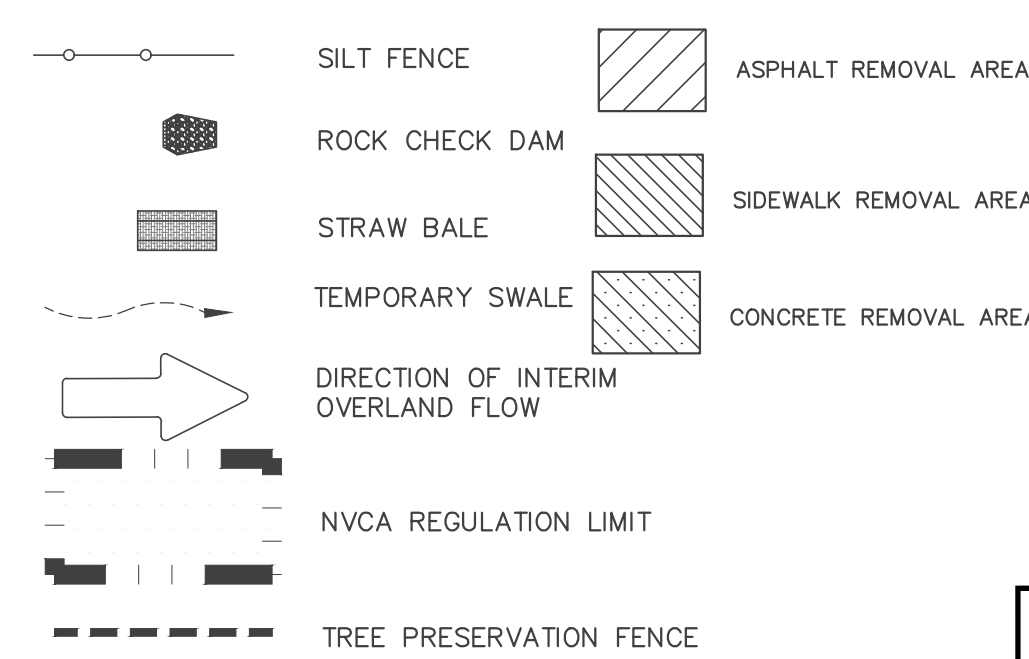 SILT FENCE
ROCK CHECK DAM
STRAW BALE
TEMPORARY SWALE
DIRECTION OF INTERIM
OVERLAND FLOW
NVCA REGULATION LIMIT
TREE PRESERVATION FENCE
ASPHALT REMOVAL AREA
SIDEWALK REMOVAL AREA
CONCRETE REMOVAL AREA